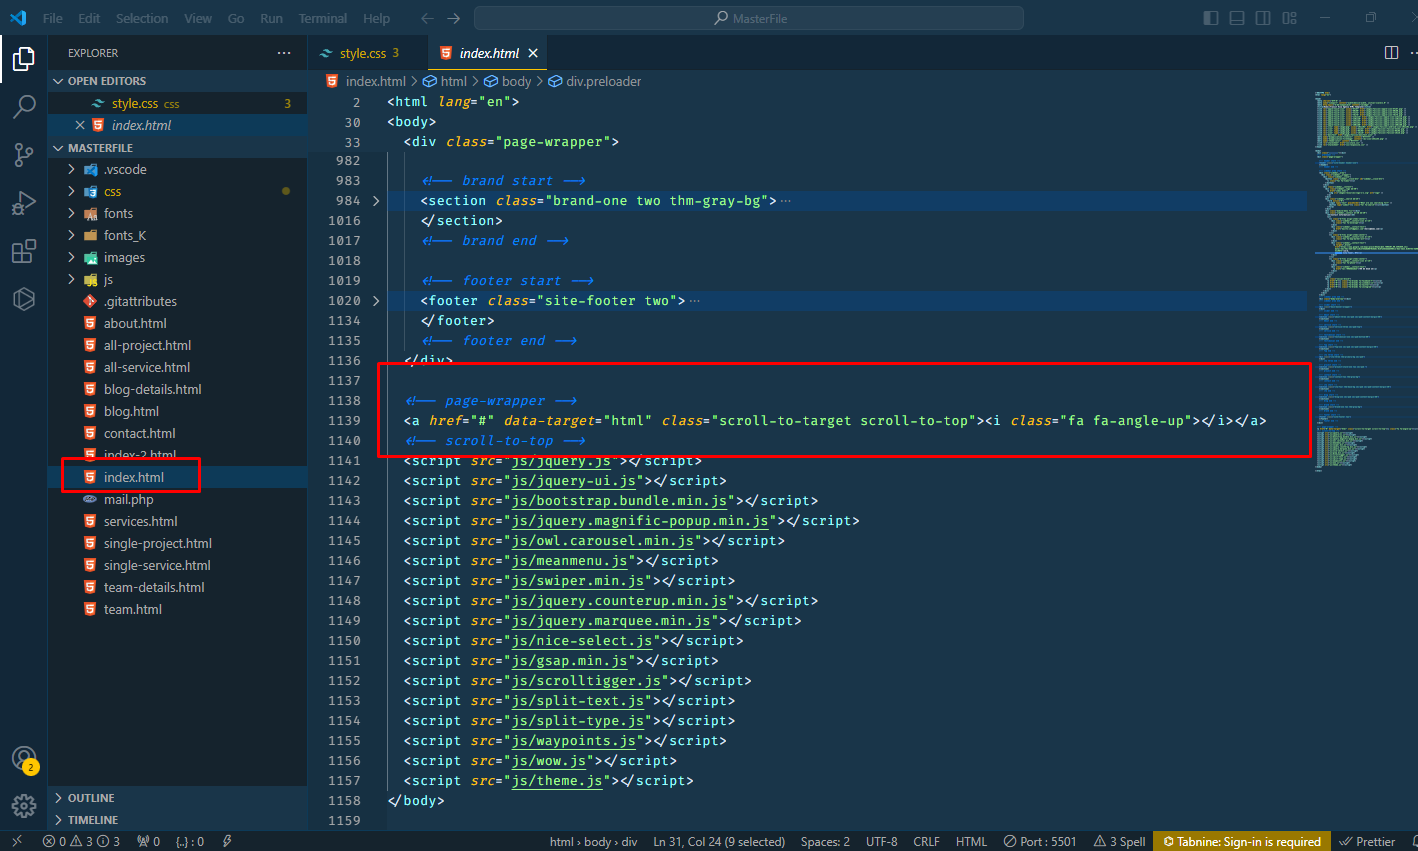 File Edit Selection View Go Run Terminal Help
MasterFile
EXPLORER
OPEN EDITORS
style.css css 3
index.html
MASTERFILE
.vscode
css
fonts
fonts_K
images
js
.gitattributes
about.html
all-project.html
all-service.html
blog-details.html
blog.html
contact.html
index-2.html
index.html
mail.php
services.html
single-project.html
single-service.html
team-details.html
team.html
OUTLINE
TIMELINE
2
style.css 3
index.html
index.html > html > body > div.preloader
2 <html lang="en">
30 <body>
33 <div class="page-wrapper">
982
983 <!-- brand start -->
984 <section class="brand-one two thm-gray-bg">…
1016 </section>
1017 <!-- brand end -->
1018
1019 <!-- footer start -->
1020 <footer class="site-footer two">…
1134 </footer>
1135 <!-- footer end -->
1136 </div>
1137
1138 <!-- page-wrapper -->
1139 <a href="#" data-target="html" class="scroll-to-target scroll-to-top"><i class="fa fa-angle-up"></i></a>
1140 <!-- scroll-to-top -->
1141 <script src="js/jquery.js"></script>
1142 <script src="js/jquery-ui.js"></script>
1143 <script src="js/bootstrap.bundle.min.js"></script>
1144 <script src="js/jquery.magnific-popup.min.js"></script>
1145 <script src="js/owl.carousel.min.js"></script>
1146 <script src="js/meanmenu.js"></script>
1147 <script src="js/swiper.min.js"></script>
1148 <script src="js/jquery.counterup.min.js"></script>
1149 <script src="js/jquery.marquee.min.js"></script>
1150 <script src="js/nice-select.js"></script>
1151 <script src="js/gsap.min.js"></script>
1152 <script src="js/scrolltigger.js"></script>
1153 <script src="js/split-text.js"></script>
1154 <script src="js/split-type.js"></script>
1155 <script src="js/waypoints.js"></script>
1156 <script src="js/wow.js"></script>
1157 <script src="js/theme.js"></script>
1158 </body>
1159
0 3 3 0 {..} : 0 html > body > div Ln 31, Col 24 (9 selected) Spaces: 2 UTF-8 CRLF HTML Port : 5501 3 Spell Tabnine: Sign-in is required Prettier